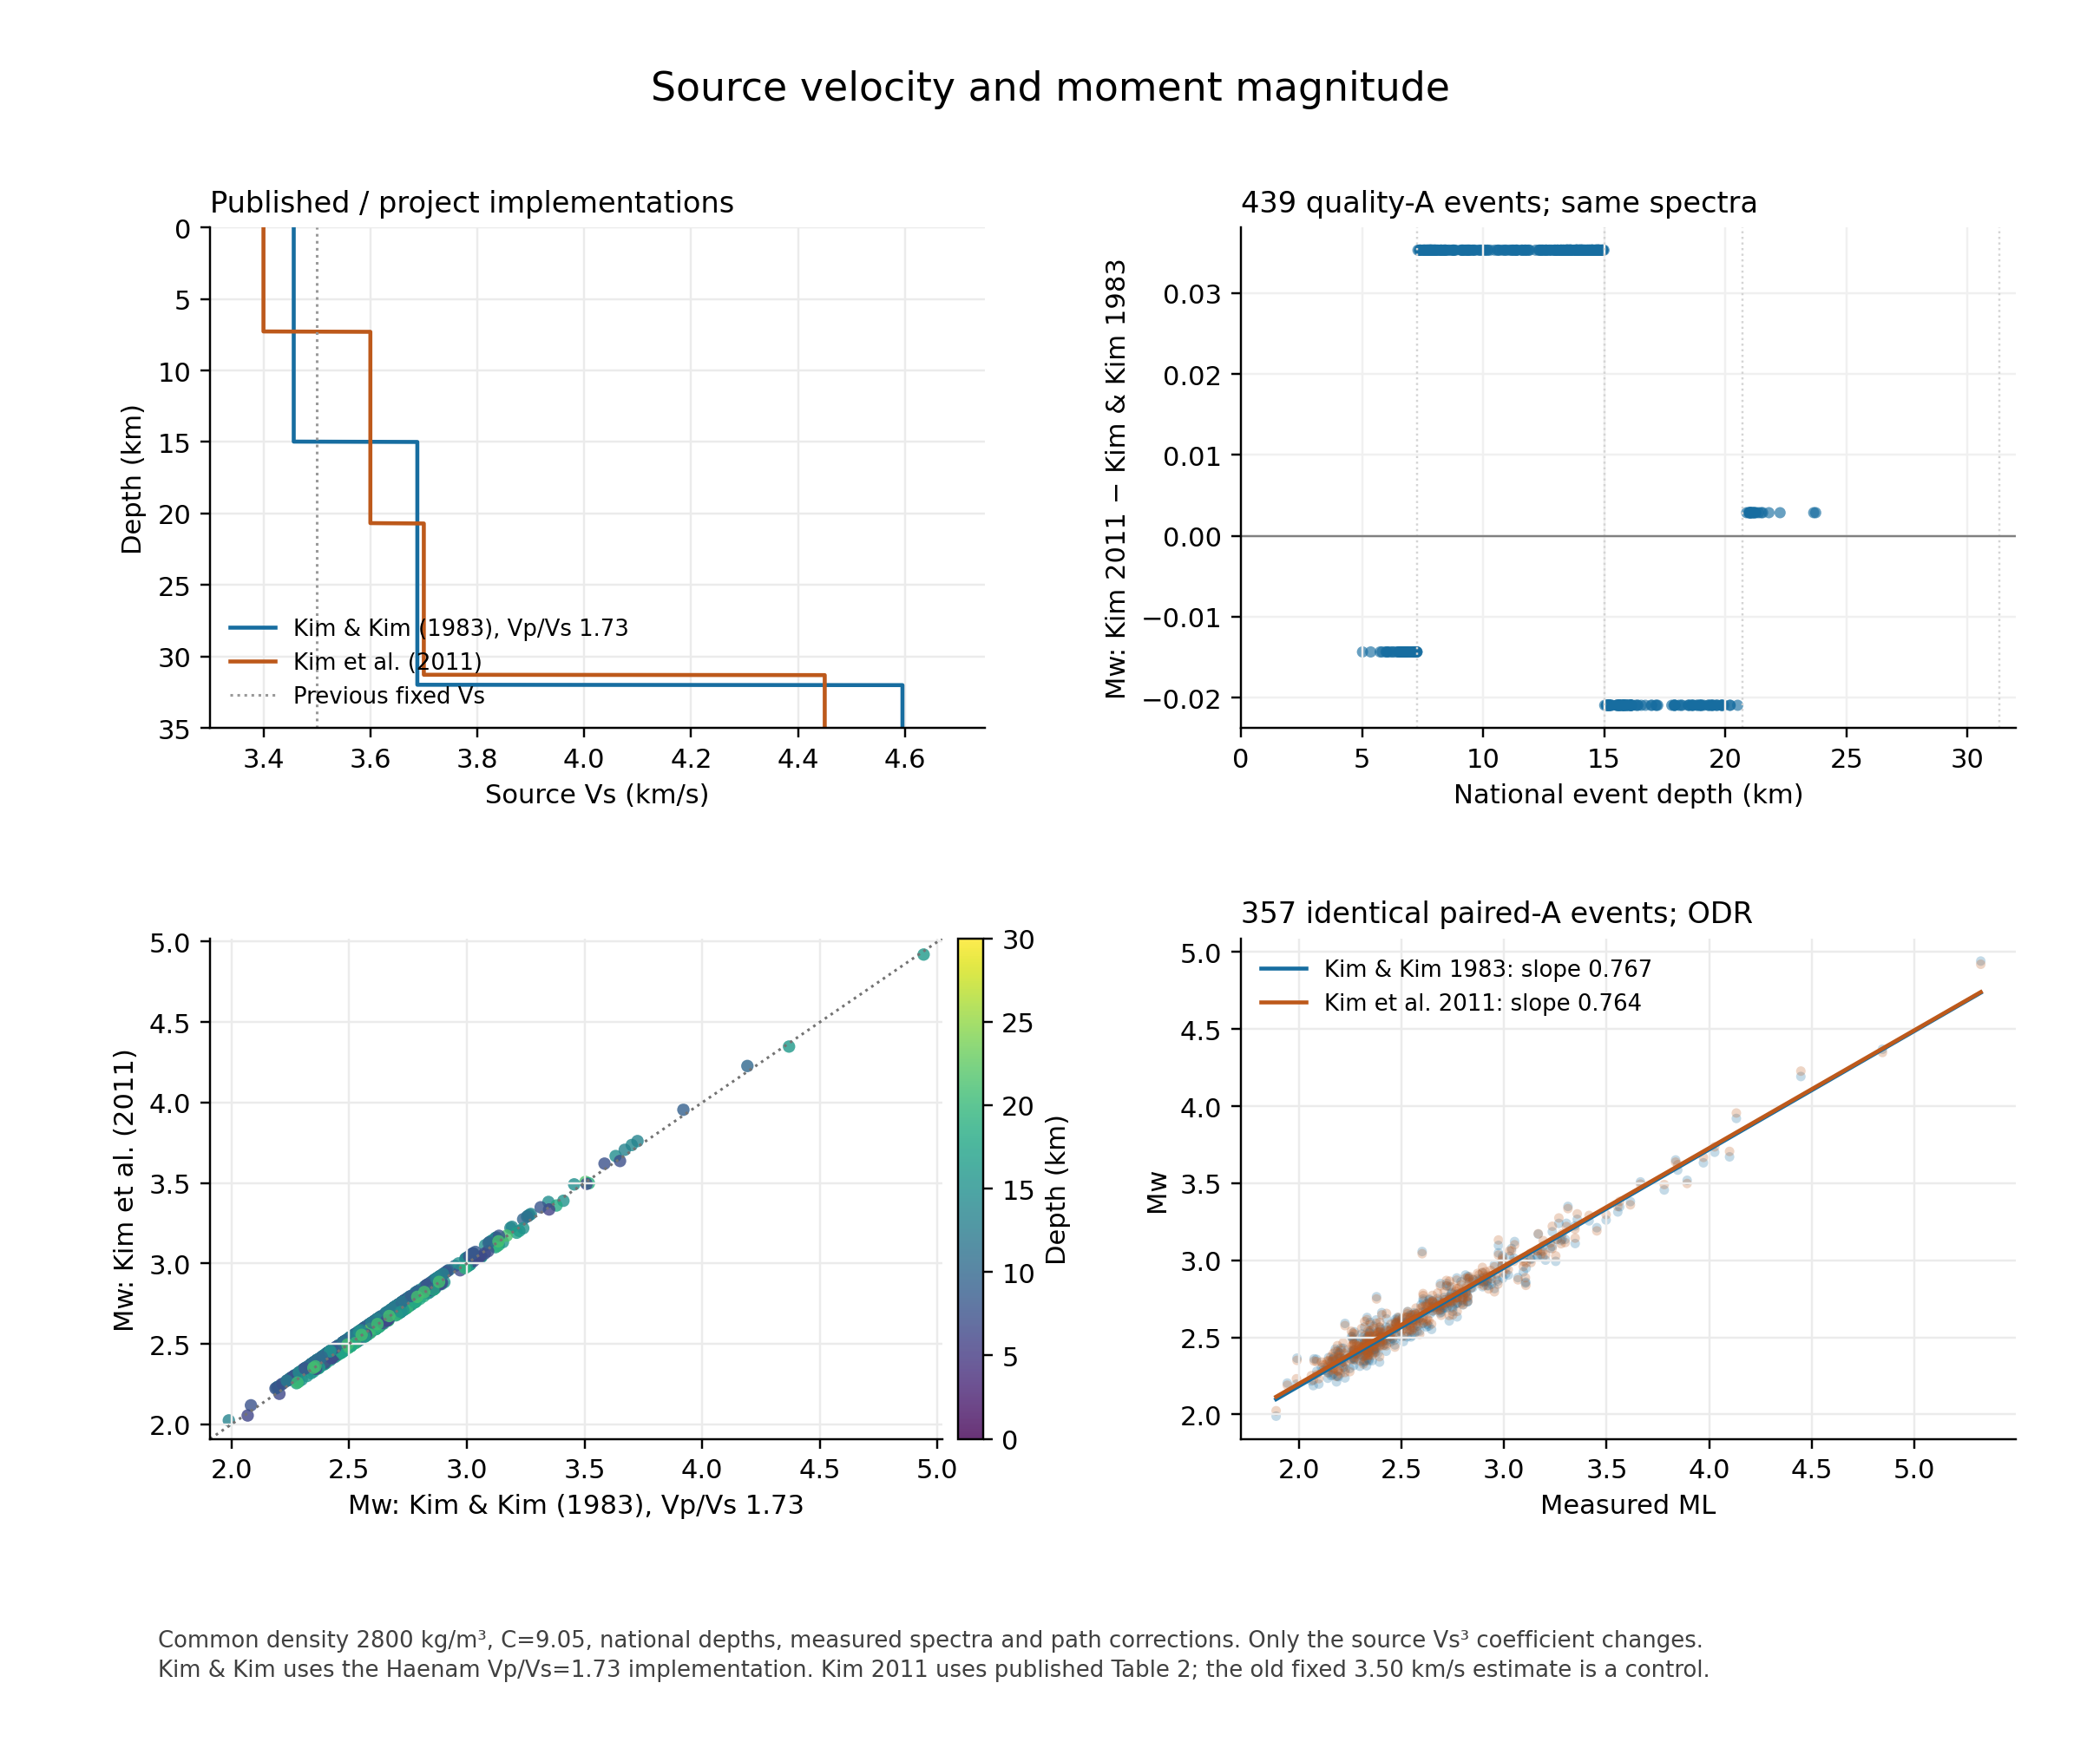 Source velocity and moment magnitude
Published / project implementations
0
5
10
15
20
25
30
35
Depth (km)
Kim & Kim (1983), Vp/Vs 1.73
Kim et al. (2011)
Previous fixed Vs
3.4 3.6 3.8 4.0 4.2 4.4 4.6
Source Vs (km/s)
439 quality-A events; same spectra
0.03
0.02
0.01
0.00
−0.01
−0.02
Mw: Kim 2011 − Kim & Kim 1983
0 5 10 15 20 25 30
National event depth (km)
5.0
4.5
4.0
3.5
3.0
2.5
2.0
Mw: Kim et al. (2011)
2.0 2.5 3.0 3.5 4.0 4.5 5.0
Mw: Kim & Kim (1983), Vp/Vs 1.73
30
25
20
15
10
5
0
Depth (km)
357 identical paired-A events; ODR
Kim & Kim 1983: slope 0.767
Kim et al. 2011: slope 0.764
5.0
4.5
4.0
3.5
3.0
2.5
2.0
Mw
2.0 2.5 3.0 3.5 4.0 4.5 5.0
Measured ML
Common density 2800 kg/m³, C=9.05, national depths, measured spectra and path corrections. Only the source Vs³ coefficient changes.
Kim & Kim uses the Haenam Vp/Vs=1.73 implementation. Kim 2011 uses published Table 2; the old fixed 3.50 km/s estimate is a control.